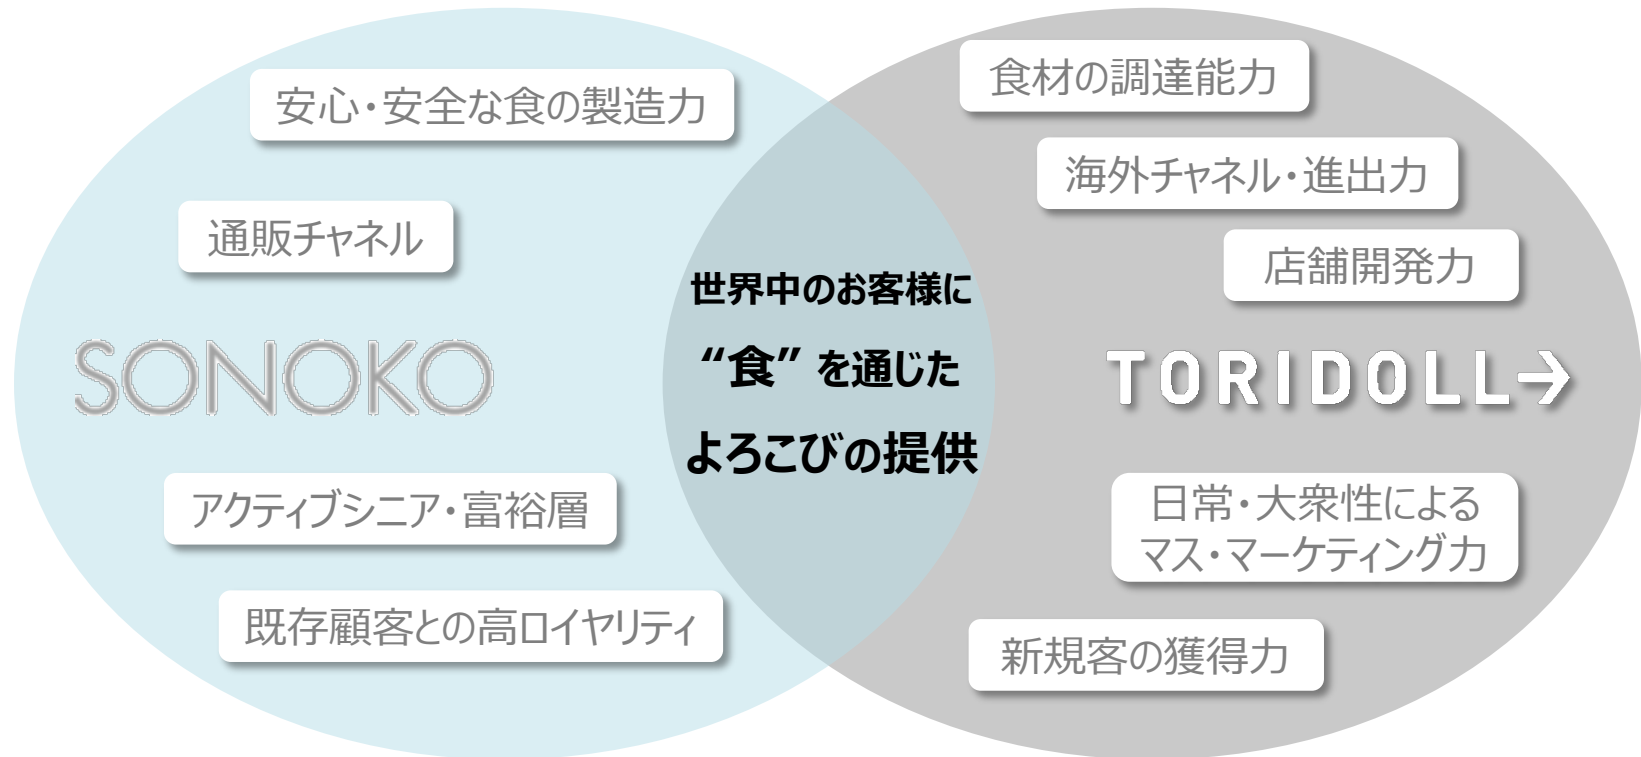 安心・安全な食の製造力
通販チャネル
SONOKO
アクティブシニア・富裕層
既存顧客との高ロイヤリティ
世界中のお客様に
“食” を通じた
よろこびの提供
食材の調達能力
海外チャネル・進出力
店舗開発力
TORIDOLL→
日常・大衆性による
マス・マーケティング力
新規客の獲得力